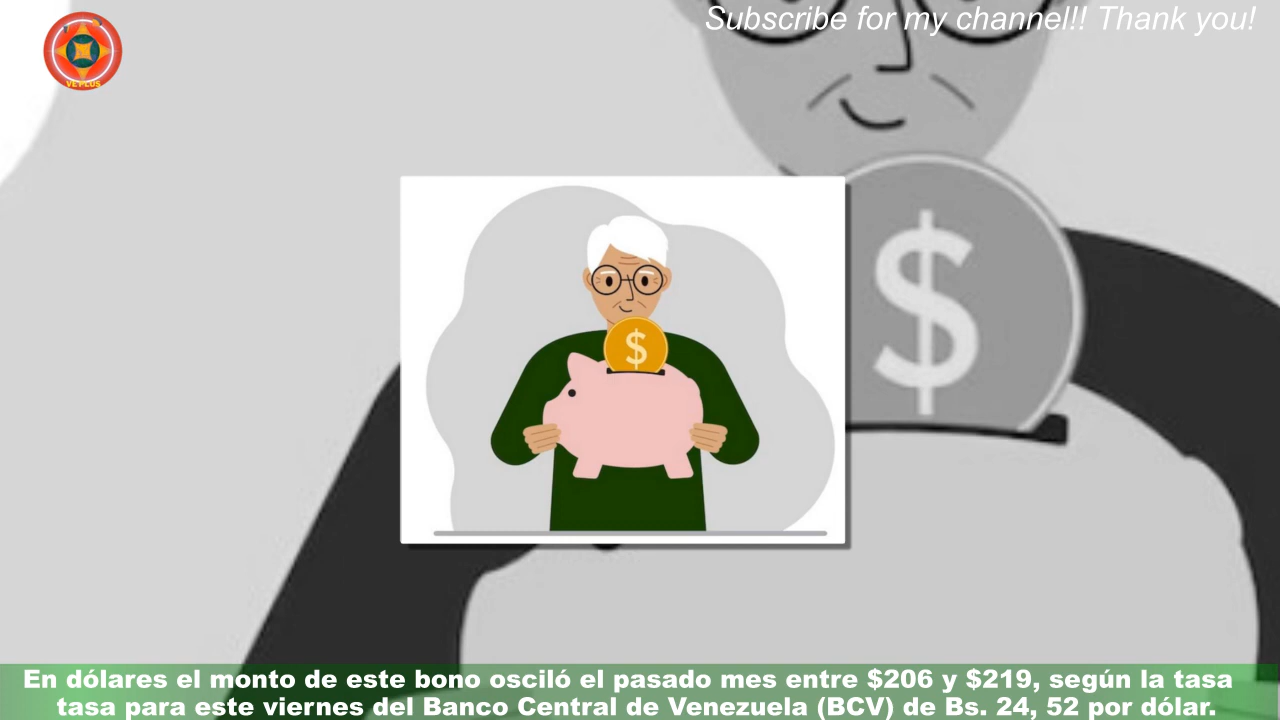 Subscribe for my channel!! Thank you!
VE PLUS
$
$
En dólares el monto de este bono osciló el pasado mes entre $206 y $219, según la tasa
tasa para este viernes del Banco Central de Venezuela (BCV) de Bs. 24, 52 por dólar.